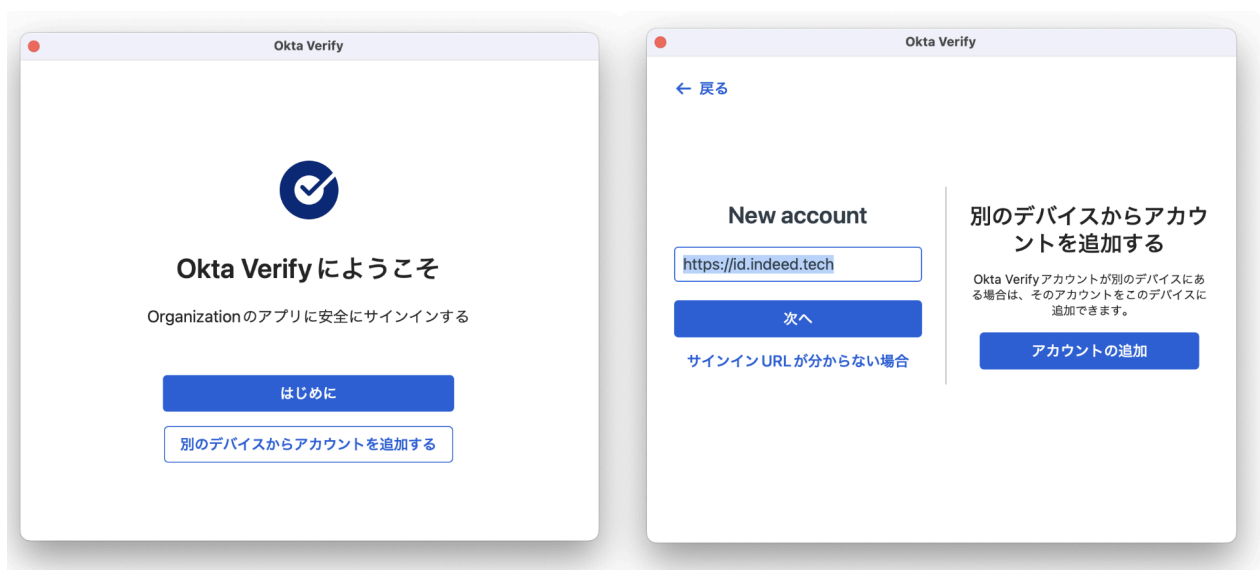 Okta Verify
Okta Verifyにようこそ
Organizationのアプリに安全にサインインする
はじめに
別のデバイスからアカウントを追加する
Okta Verify
← 戻る
New account
https://id.indeed.tech
次へ
サインイン URLが分からない場合
別のデバイスからアカウ
ントを追加する
Okta Verifyアカウントが別のデバイスにあ
る場合は、そのアカウントをこのデバイスに
追加できます。
アカウントの追加